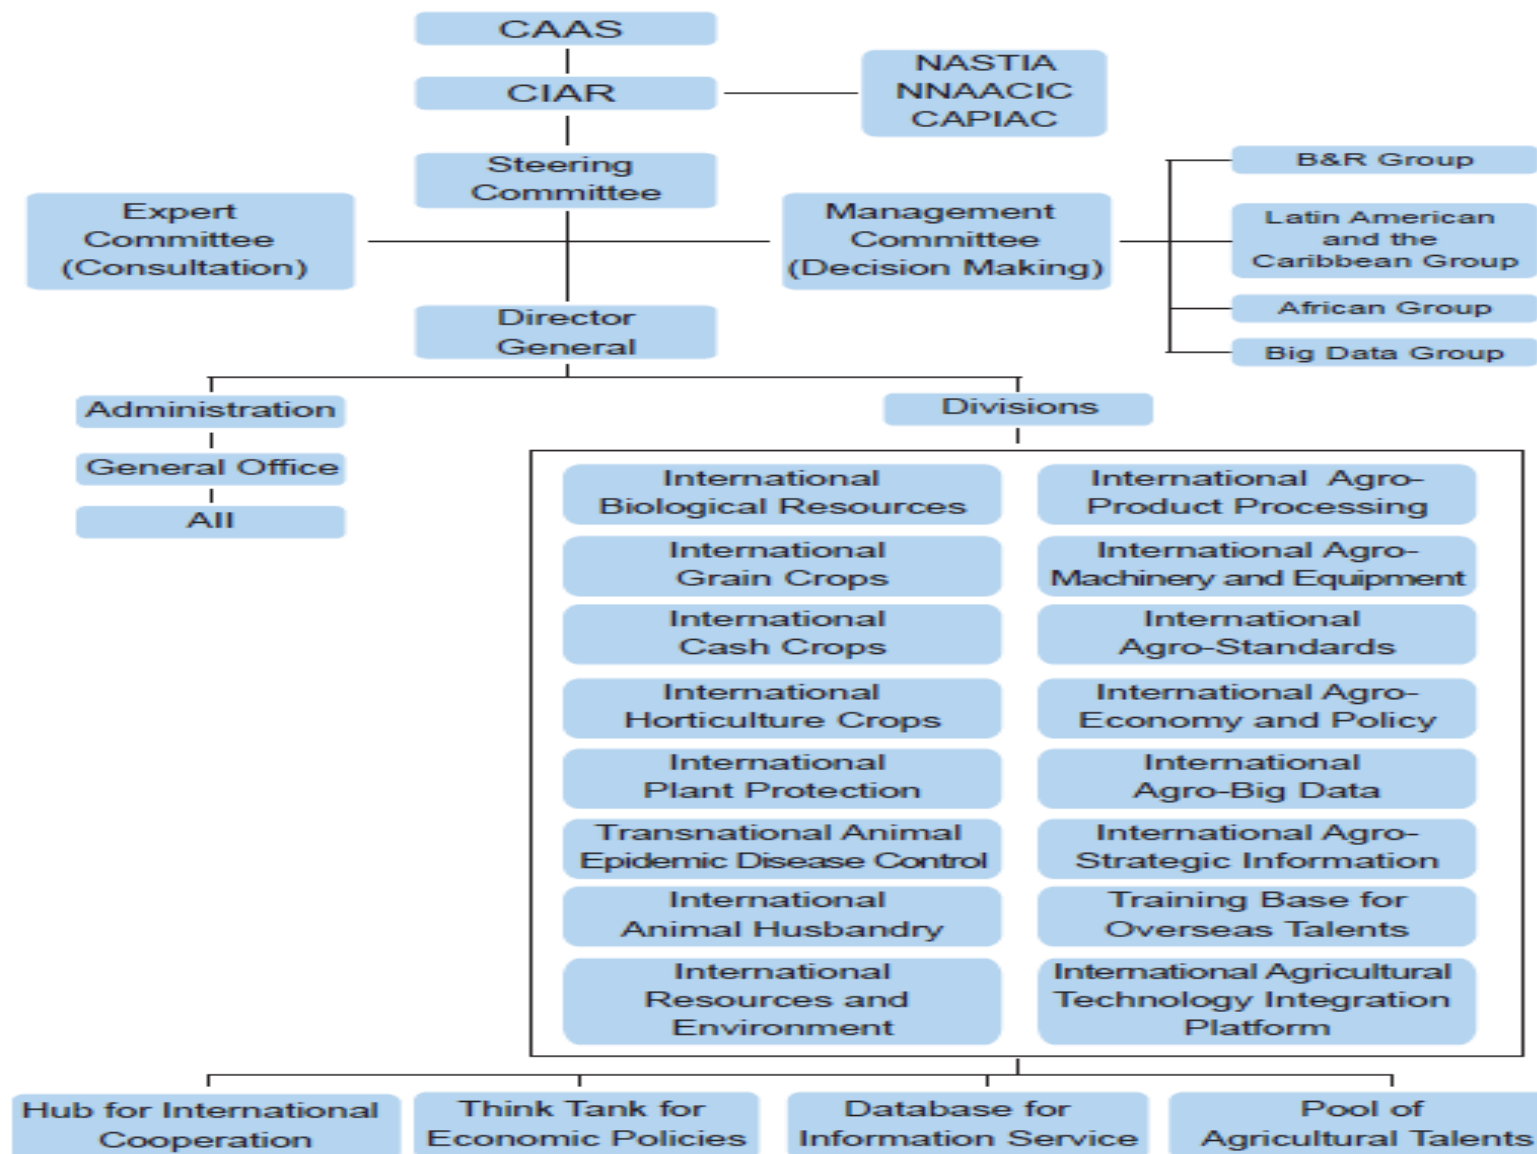 CAAS
CIAR
NASTIA
NNAACIC
CAPIAC
Steering
Committee
Expert
Committee
(Consultation)
Management
Committee
(Decision Making)
B&R Group
Latin American
and the
Caribbean Group
African Group
Big Data Group
Director
General
Administration
General Office
AII
Divisions
International
Biological Resources
International
Grain Crops
International
Cash Crops
International
Horticulture Crops
International
Plant Protection
Transnational Animal
Epidemic Disease Control
International
Animal Husbandry
International
Resources and
Environment
International Agro-
Product Processing
International Agro-
Machinery and Equipment
International
Agro-Standards
International Agro-
Economy and Policy
International
Agro-Big Data
International Agro-
Strategic Information
Training Base for
Overseas Talents
International Agricultural
Technology Integration
Platform
Hub for International
Cooperation
Think Tank for
Economic Policies
Database for
Information Service
Pool of
Agricultural Talents